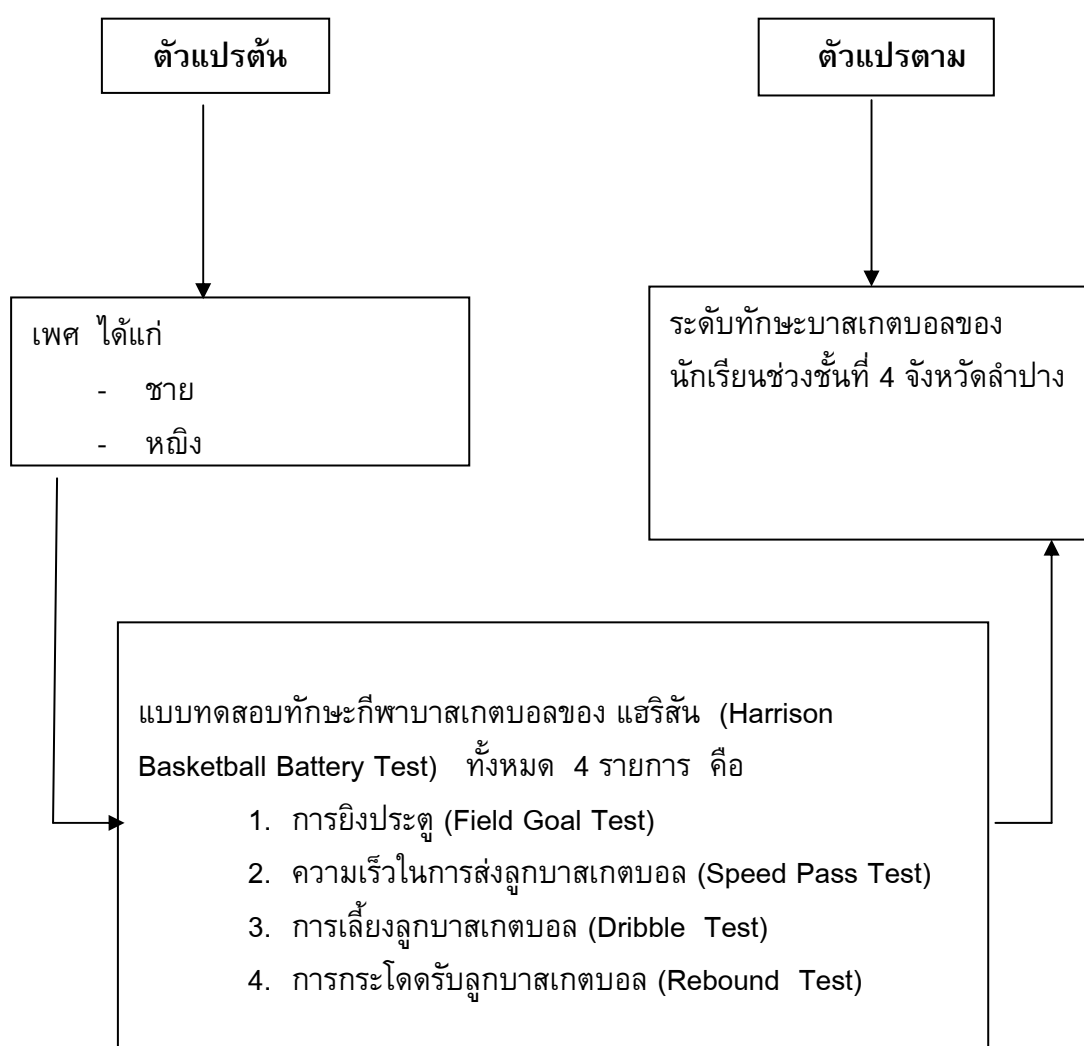 ตัวแปรต้น
ตัวแปรตาม
เพศ ได้แก่
- ชาย
- หญิง
ระดับทักษะบาสเกตบอลของ
นักเรียนช่วงชั้นที่ 4 จังหวัดลำปาง
แบบทดสอบทักษะกีฬาบาสเกตบอลของ แฮริสัน (Harrison
Basketball Battery Test) ทั้งหมด 4 รายการ คือ
1. การยิงประตู (Field Goal Test)
2. ความเร็วในการส่งลูกบาสเกตบอล (Speed Pass Test)
3. การเลี้ยงลูกบาสเกตบอล (Dribble Test)
4. การกระโดดรับลูกบาสเกตบอล (Rebound Test)